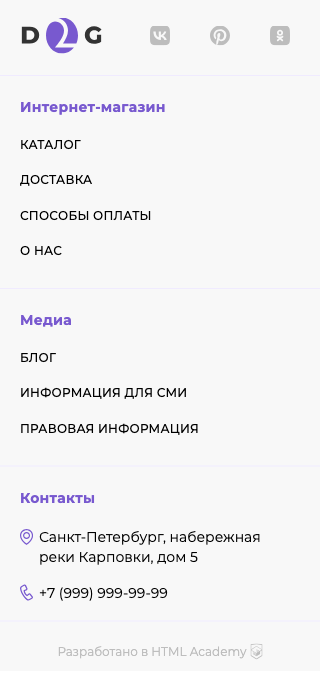 D2G
Интернет-магазин
КАТАЛОГ
ДОСТАВКА
СПОСОБЫ ОПЛАТЫ
О НАС
Медиа
БЛОГ
ИНФОРМАЦИЯ ДЛЯ СМИ
ПРАВОВАЯ ИНФОРМАЦИЯ
Контакты
Санкт-Петербург, набережная
реки Карповки, дом 5
+7 (999) 999-99-99
Разработано в HTML Academy